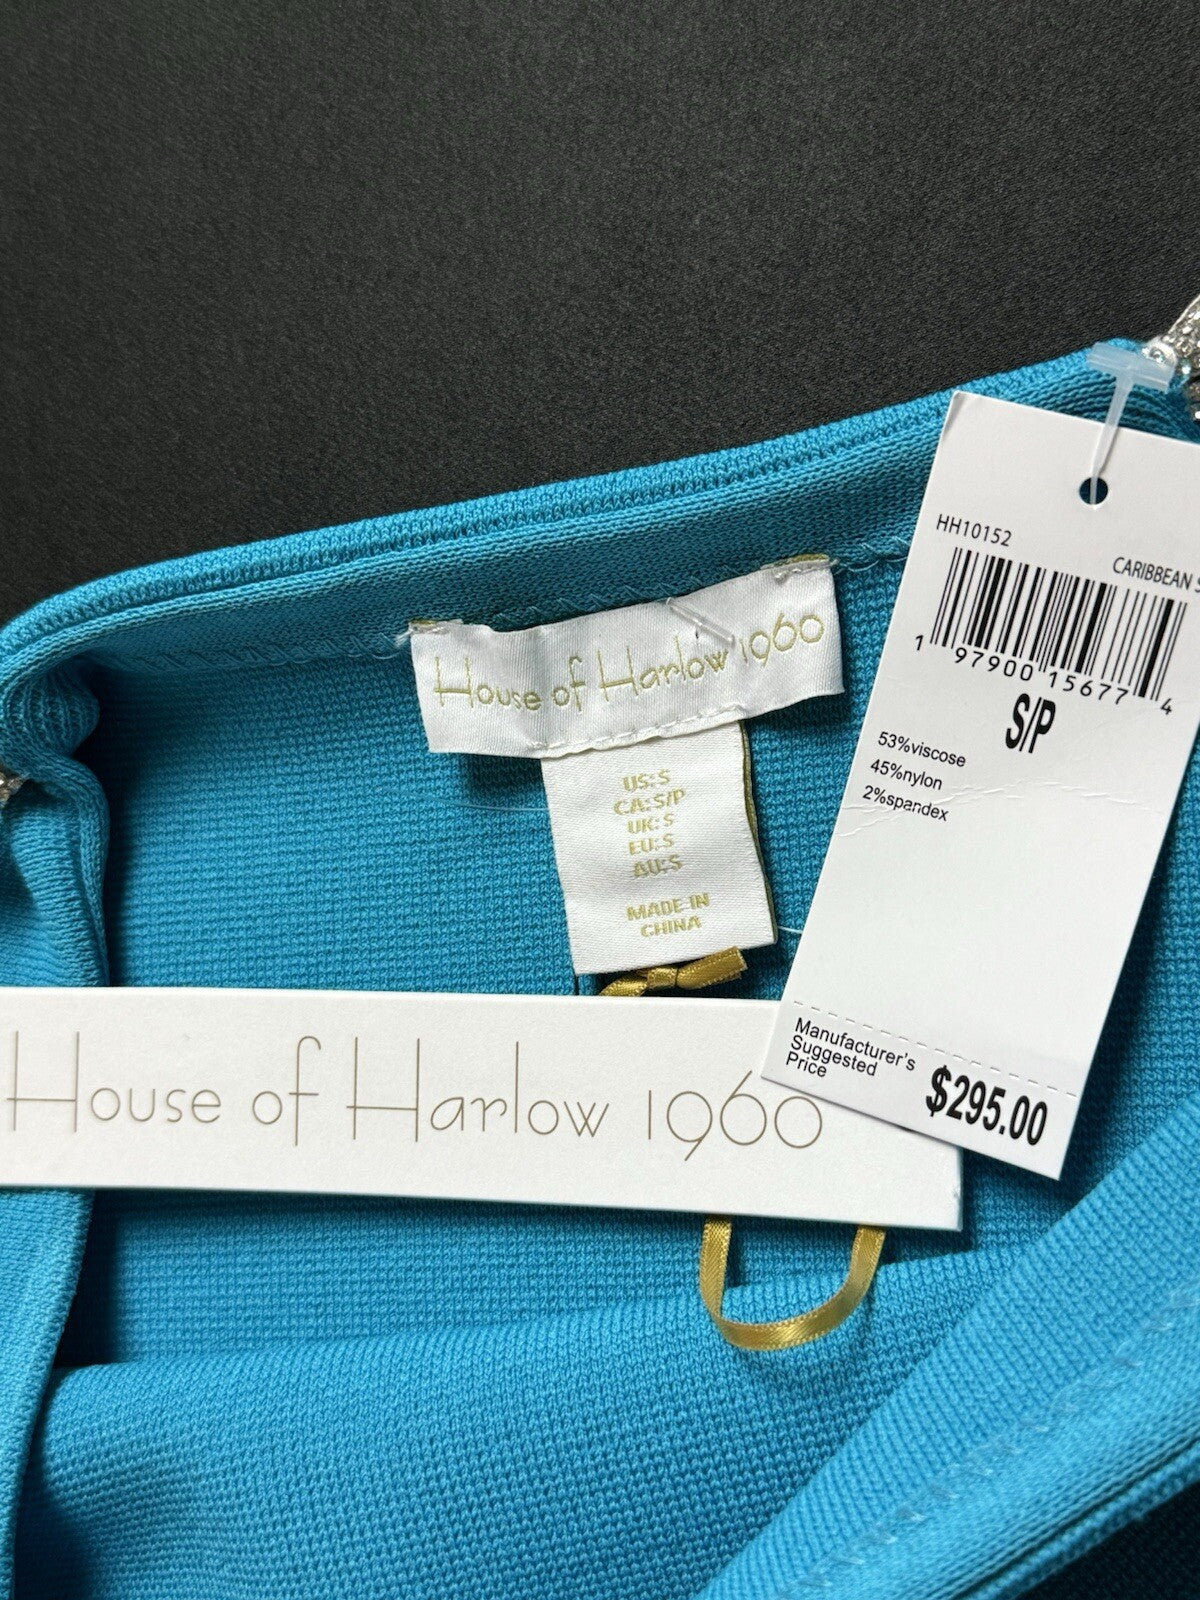 HH10152
CARIBBEAN S
1 97900 15677 4
S/P
53%viscose
45%nylon
2%spandex
House of Harlow 1960
US: S
CA: S/P
UK: S
EU: S
AU: S
MADE IN
CHINA
House of Harlow 1960
Manufacturer's
Suggested
Price
$295.00